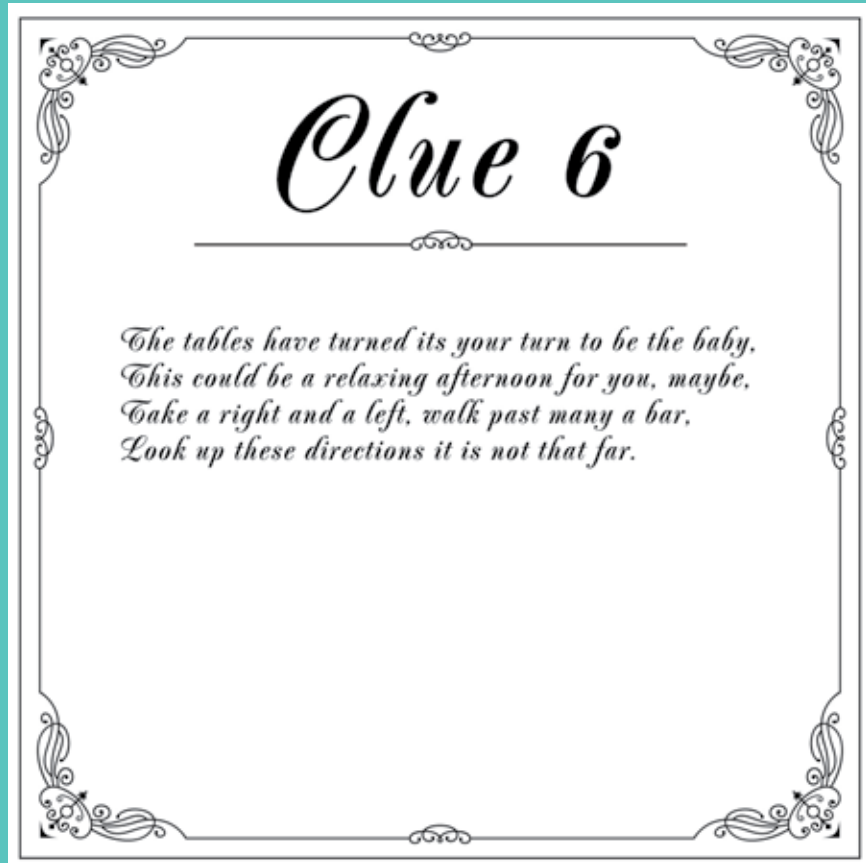 Clue 6
The tables have turned its your turn to be the baby,
This could be a relaxing afternoon for you, maybe,
Take a right and a left, walk past many a bar,
Look up these directions it is not that far.